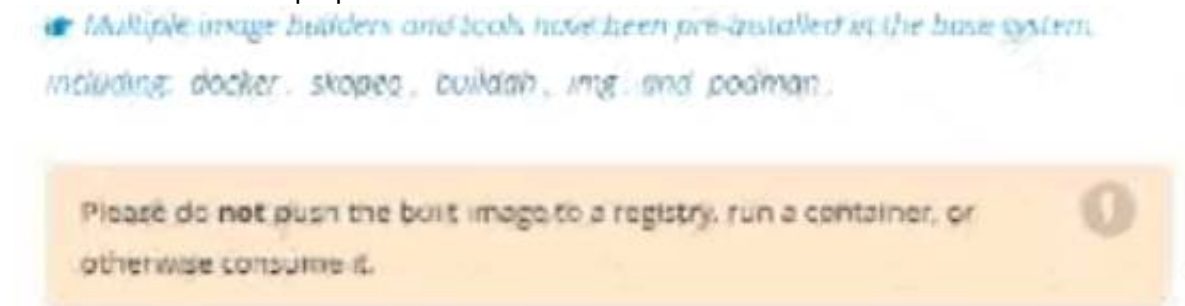 Multiple image builders and tools have been pre-installed in the base system,
including: docker, skopeo, buildah, img, and podman.
Please do not push the built image to a registry, run a container, or
otherwise consume it.